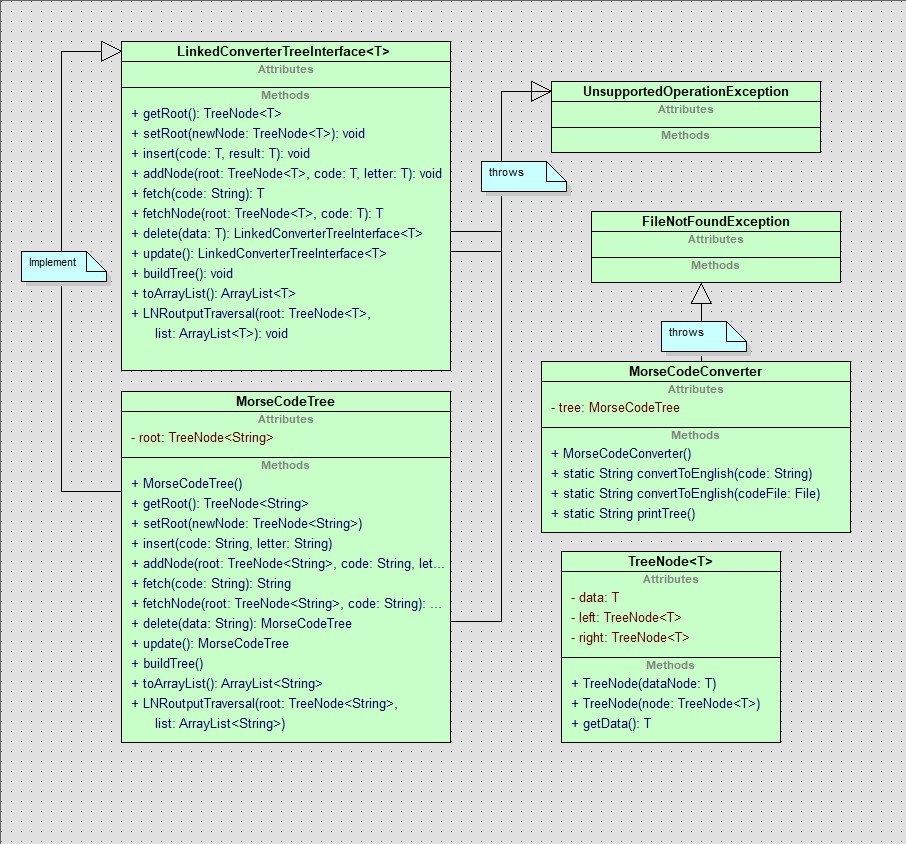 LinkedConverterTreeInterface<T>
Attributes
Methods
+ getRoot(): TreeNode<T>
+ setRoot(newNode: TreeNode<T>): void
+ insert(code: T, result: T): void
+ addNode(root: TreeNode<T>, code: T, letter: T): void
+ fetch(code: String): T
+ fetchNode(root: TreeNode<T>, code: T): T
+ delete(data: T): LinkedConverterTreeInterface<T>
+ update(): LinkedConverterTreeInterface<T>
+ buildTree(): void
+ toArrayList(): ArrayList<T>
+ LNRoutputTraversal(root: TreeNode<T>,
list: ArrayList<T>): void
Implement
MorseCodeTree
Attributes
- root: TreeNode<String>
Methods
+ MorseCodeTree()
+ getRoot(): TreeNode<String>
+ setRoot(newNode: TreeNode<String>)
+ insert(code: String, letter: String)
+ addNode(root: TreeNode<String>, code: String, let...
+ fetch(code: String): String
+ fetchNode(root: TreeNode<String>, code: String): ...
+ delete(data: String): MorseCodeTree
+ update(): MorseCodeTree
+ buildTree()
+ toArrayList(): ArrayList<String>
+ LNRoutputTraversal(root: TreeNode<String>,
list: ArrayList<String>)
UnsupportedOperationException
Attributes
Methods
throws
FileNotFoundException
Attributes
Methods
throws
MorseCodeConverter
Attributes
- tree: MorseCodeTree
Methods
+ MorseCodeConverter()
+ static String convertToEnglish(code: String)
+ static String convertToEnglish(codeFile: File)
+ static String printTree()
TreeNode<T>
Attributes
- data: T
- left: TreeNode<T>
- right: TreeNode<T>
Methods
+ TreeNode(dataNode: T)
+ TreeNode(node: TreeNode<T>)
+ getData(): T